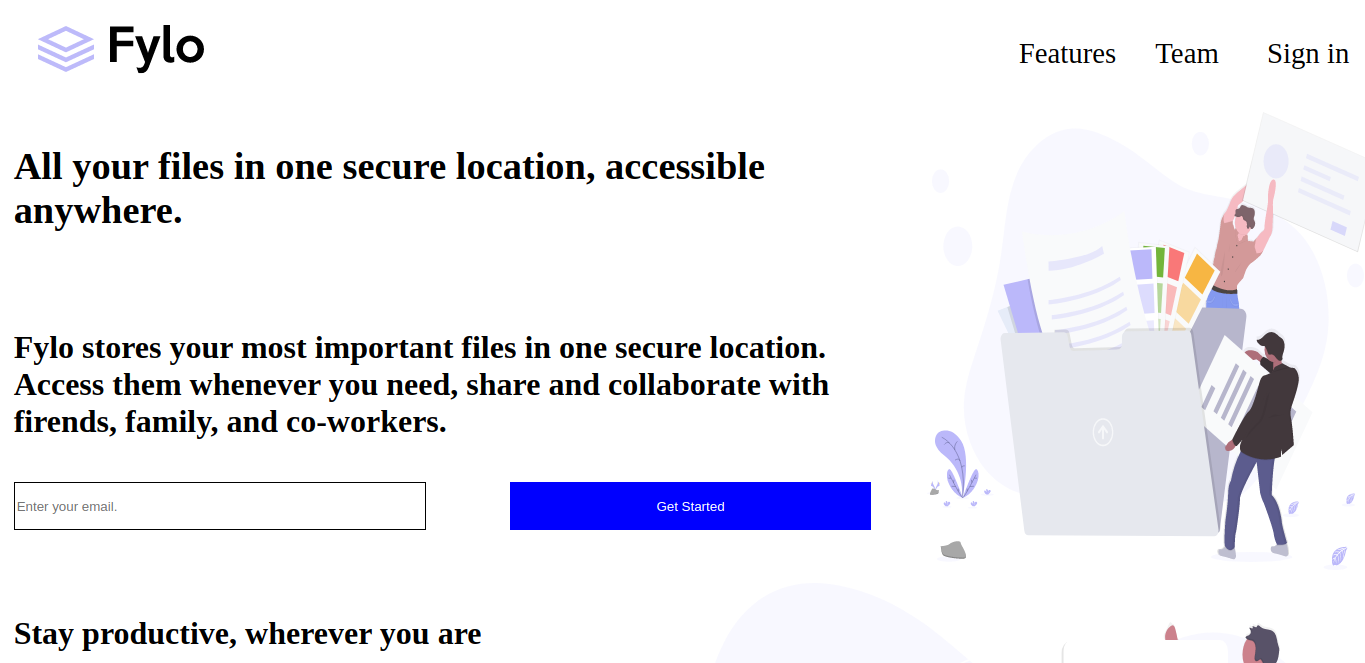 Fylo
Features Team Sign in
All your files in one secure location, accessible
anywhere.
Fylo stores your most important files in one secure location.
Access them whenever you need, share and collaborate with
firends, family, and co-workers.
Enter your email.
Get Started
Stay productive, wherever you are